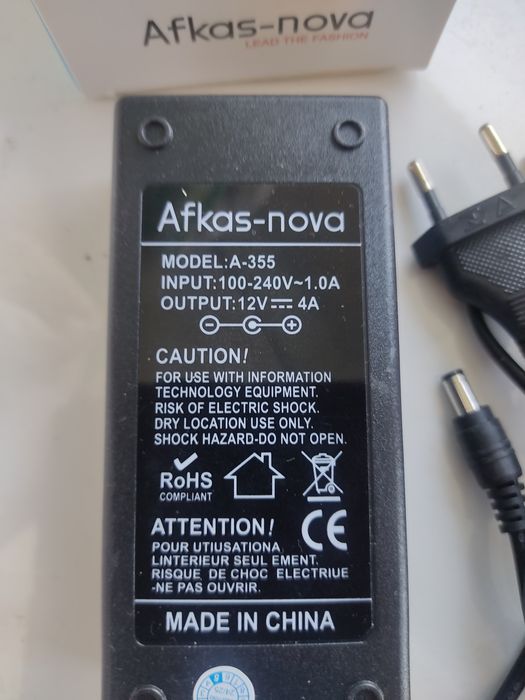 Afkas-nova
LEAD THE FASHION
Afkas-nova
MODEL:A-355
INPUT:100-240V~1.0A
OUTPUT:12V⎓4A
CAUTION!
FOR USE WITH INFORMATION
TECHNOLOGY EQUIPMENT.
RISK OF ELECTRIC SHOCK.
DRY LOCATION USE ONLY.
SHOCK HAZARD-DO NOT OPEN.
RoHS
COMPLIANT
CE
ATTENTION!
POUR UTIUSATIONA
LINTERIEUR SEUL EMENT.
RISQUE DE CHOC ELECTRIUE
-NE PAS OUVRIR.
MADE IN CHINA